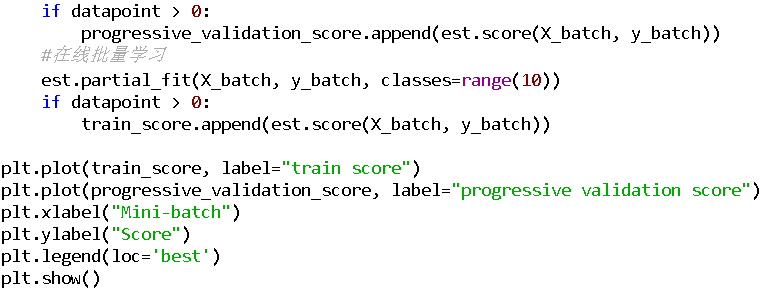 if datapoint > 0:
progressive_validation_score.append(est.score(X_batch, y_batch))
#在线批量学习
est.partial_fit(X_batch, y_batch, classes=range(10))
if datapoint > 0:
train_score.append(est.score(X_batch, y_batch))
plt.plot(train_score, label="train score")
plt.plot(progressive_validation_score, label="progressive validation score")
plt.xlabel("Mini-batch")
plt.ylabel("Score")
plt.legend(loc='best')
plt.show()